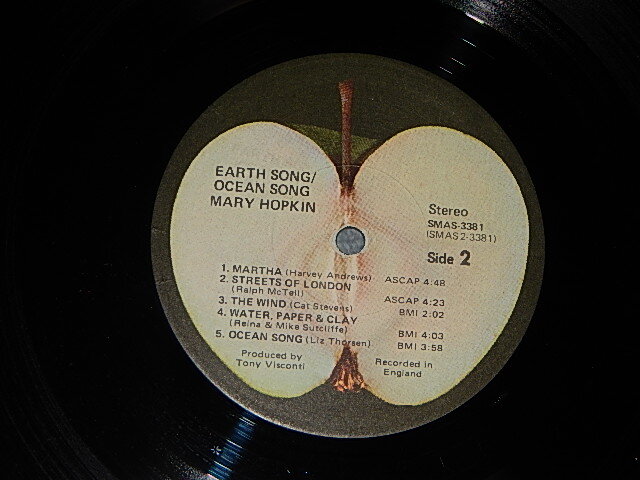 EARTH SONG/
OCEAN SONG
MARY HOPKIN
Stereo
SMAS-3381
(SMAS 2-3381)
Side 2
1. MARTHA (Harvey Andrews) ASCAP 4:48
2. STREETS OF LONDON
(Ralph McTell) ASCAP 4:23
3. THE WIND (Cat Stevens) BMI 2:02
4. WATER, PAPER & CLAY
(Reina & Mike Sutcliffe) BMI 4:03
5. OCEAN SONG (Liz Thorsen) BMI 3:58
Produced by
Tony Visconti
Recorded in
England